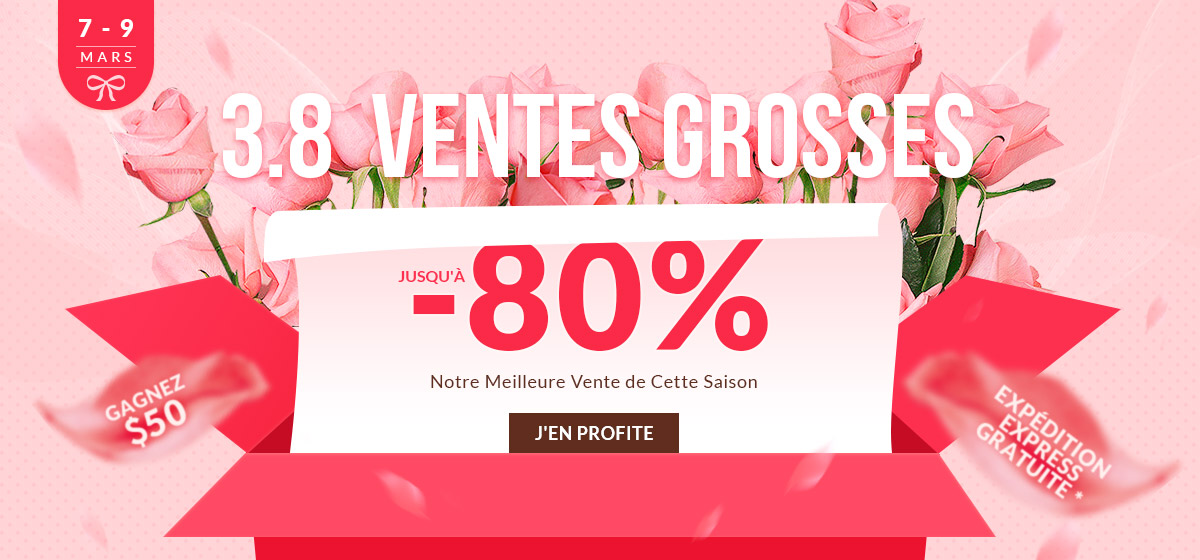 7 - 9
MARS
3.8 VENTES GROSSES
JUSQU'À
-80%
Notre Meilleure Vente de Cette Saison
J'EN PROFITE
GAGNEZ
$50
EXPÉDITION
EXPRESS
GRATUITE *